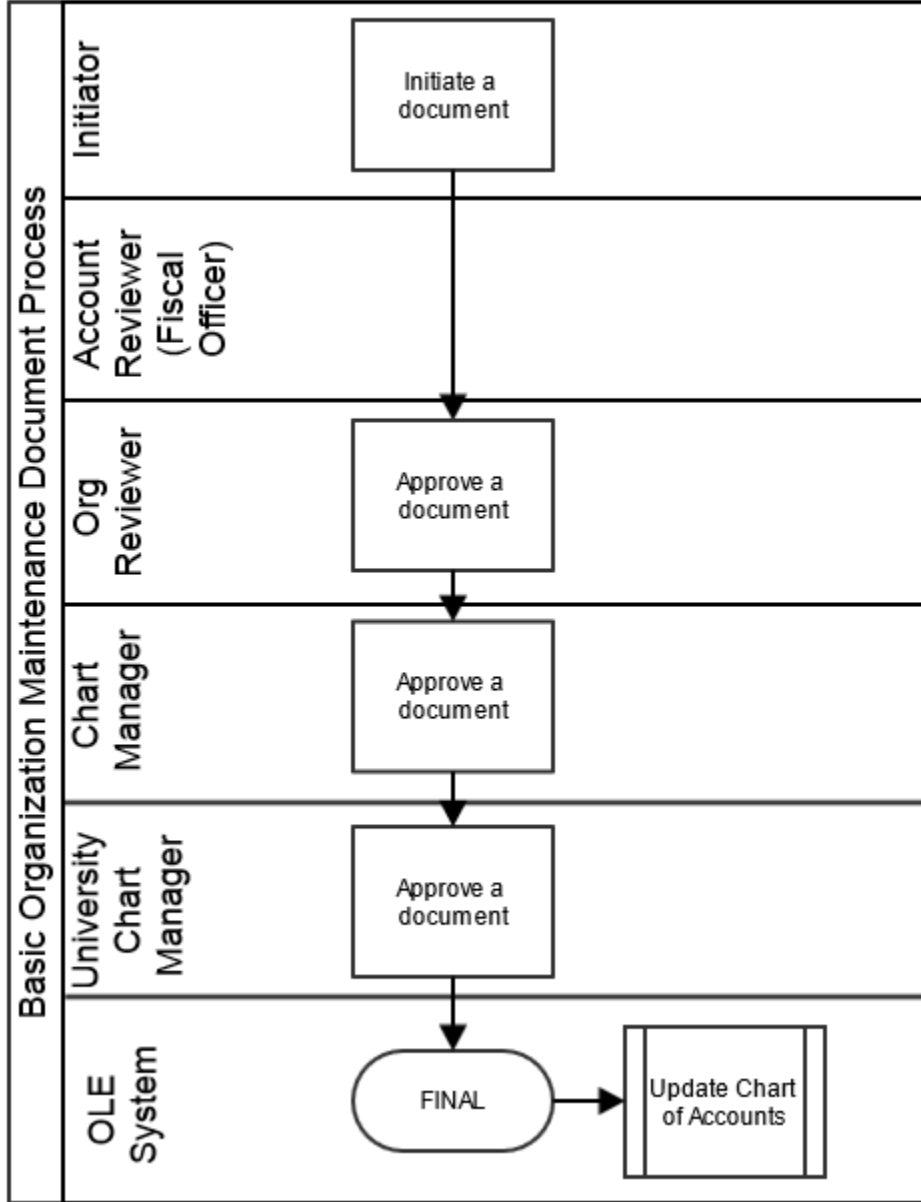 Basic Organization Maintenance Document Process
Initiator
Initiate a
document
Account
Reviewer
(Fiscal
Officer)
Org
Reviewer
Approve a
document
Chart
Manager
Approve a
document
University
Chart
Manager
Approve a
document
OLE
System
FINAL
Update Chart
of Accounts